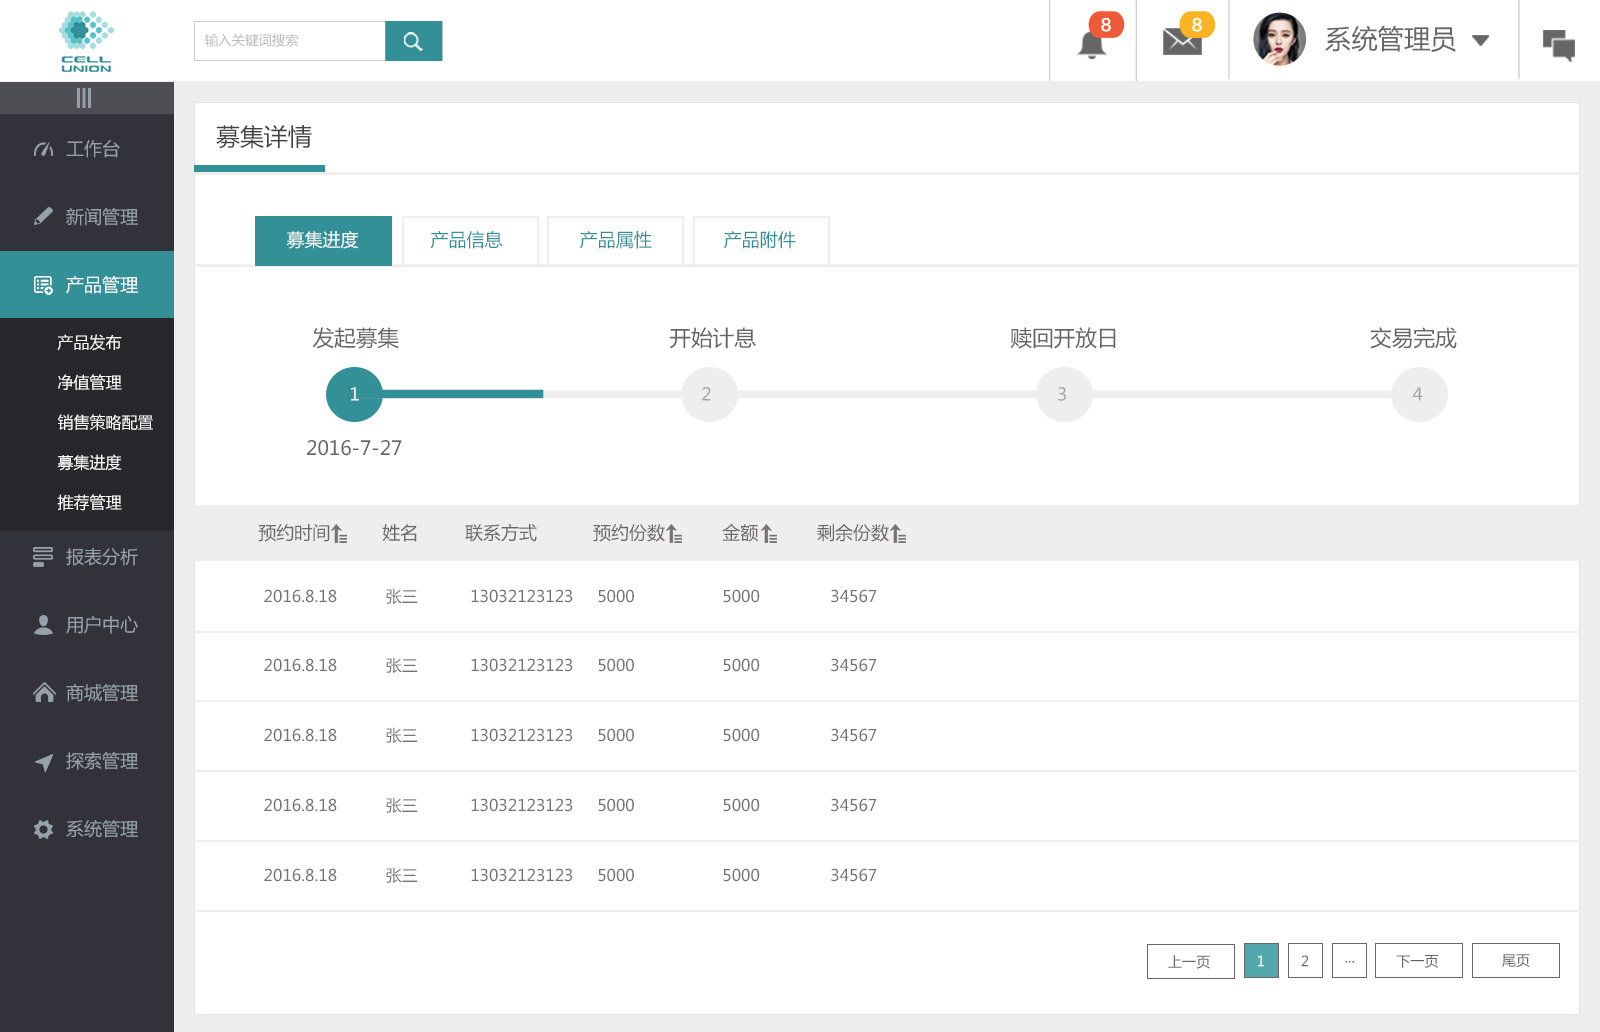 CELL
UNION
输入关键词搜索
8
8
系统管理员
工作台
新闻管理
产品管理
产品发布
净值管理
销售策略配置
募集进度
推荐管理
报表分析
用户中心
商城管理
探索管理
系统管理
募集详情
募集进度 产品信息 产品属性 产品附件
发起募集 开始计息 赎回开放日 交易完成
1 2 3 4
2016-7-27
预约时间 姓名 联系方式 预约份数 金额 剩余份数
2016.8.18 张三 13032123123 5000 5000 34567
2016.8.18 张三 13032123123 5000 5000 34567
2016.8.18 张三 13032123123 5000 5000 34567
2016.8.18 张三 13032123123 5000 5000 34567
2016.8.18 张三 13032123123 5000 5000 34567
上一页 1 2 ... 下一页 尾页